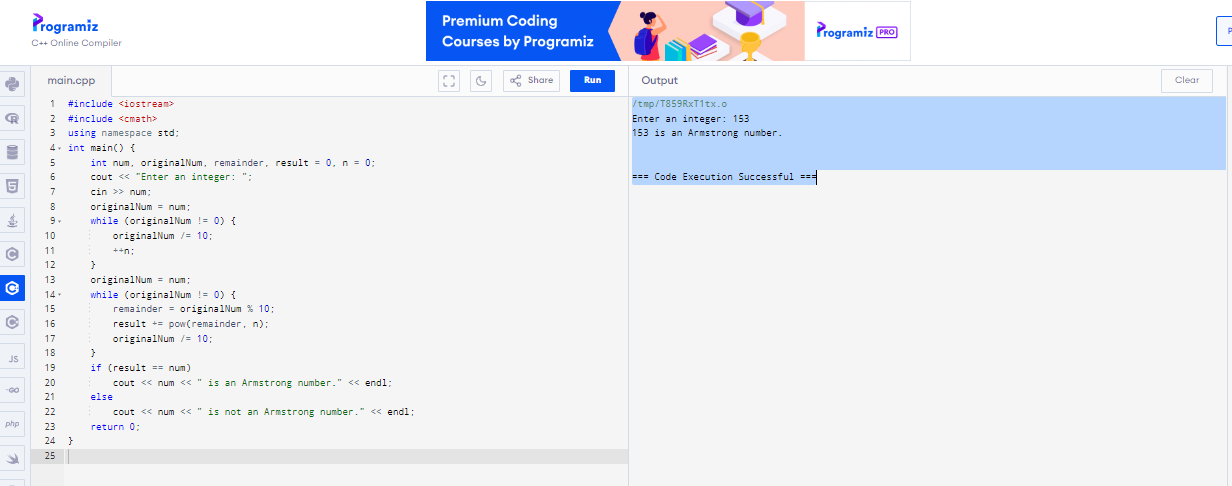 Programiz
C++ Online Compiler
Premium Coding
Courses by Programiz
Programiz PRO
main.cpp
Share
Run
Output
Clear
1 #include <iostream>
2 #include <cmath>
3 using namespace std;
4 int main() {
5 int num, originalNum, remainder, result = 0, n = 0;
6 cout << "Enter an integer: ";
7 cin >> num;
8 originalNum = num;
9 while (originalNum != 0) {
10 originalNum /= 10;
11 ++n;
12 }
13 originalNum = num;
14 while (originalNum != 0) {
15 remainder = originalNum % 10;
16 result += pow(remainder, n);
17 originalNum /= 10;
18 }
19 if (result == num)
20 cout << num << " is an Armstrong number." << endl;
21 else
22 cout << num << " is not an Armstrong number." << endl;
23 return 0;
24 }
25
/tmp/T859RxT1tx.o
Enter an integer: 153
153 is an Armstrong number.
=== Code Execution Successful ===
JS
GO
php